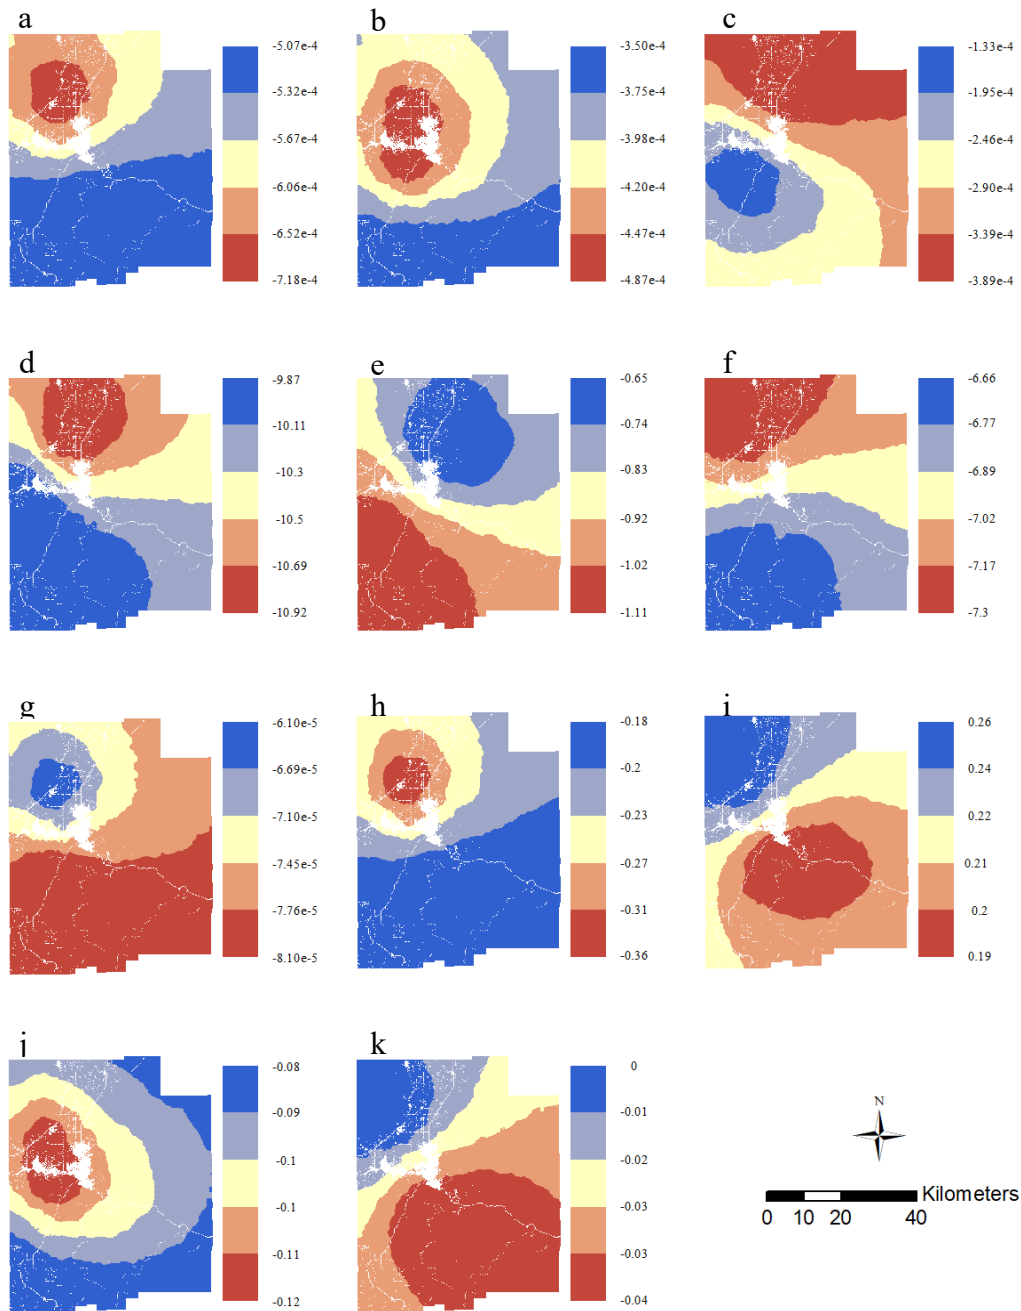 a
-5.07e-4
-5.32e-4
-5.67e-4
-6.06e-4
-6.52e-4
-7.18e-4
b
-3.50e-4
-3.75e-4
-3.98e-4
-4.20e-4
-4.47e-4
-4.87e-4
c
-1.33e-4
-1.95e-4
-2.46e-4
-2.90e-4
-3.39e-4
-3.89e-4
d
-9.87
-10.11
-10.3
-10.5
-10.69
-10.92
e
-0.65
-0.74
-0.83
-0.92
-1.02
-1.11
f
-6.66
-6.77
-6.89
-7.02
-7.17
-7.3
g
-6.10e-5
-6.69e-5
-7.10e-5
-7.45e-5
-7.76e-5
-8.10e-5
h
-0.18
-0.2
-0.23
-0.27
-0.31
-0.36
i
0.26
0.24
0.22
0.21
0.2
0.19
j
-0.08
-0.09
-0.1
-0.1
-0.11
-0.12
k
0
-0.01
-0.02
-0.03
-0.03
-0.04
N
Kilometers
0 10 20 40